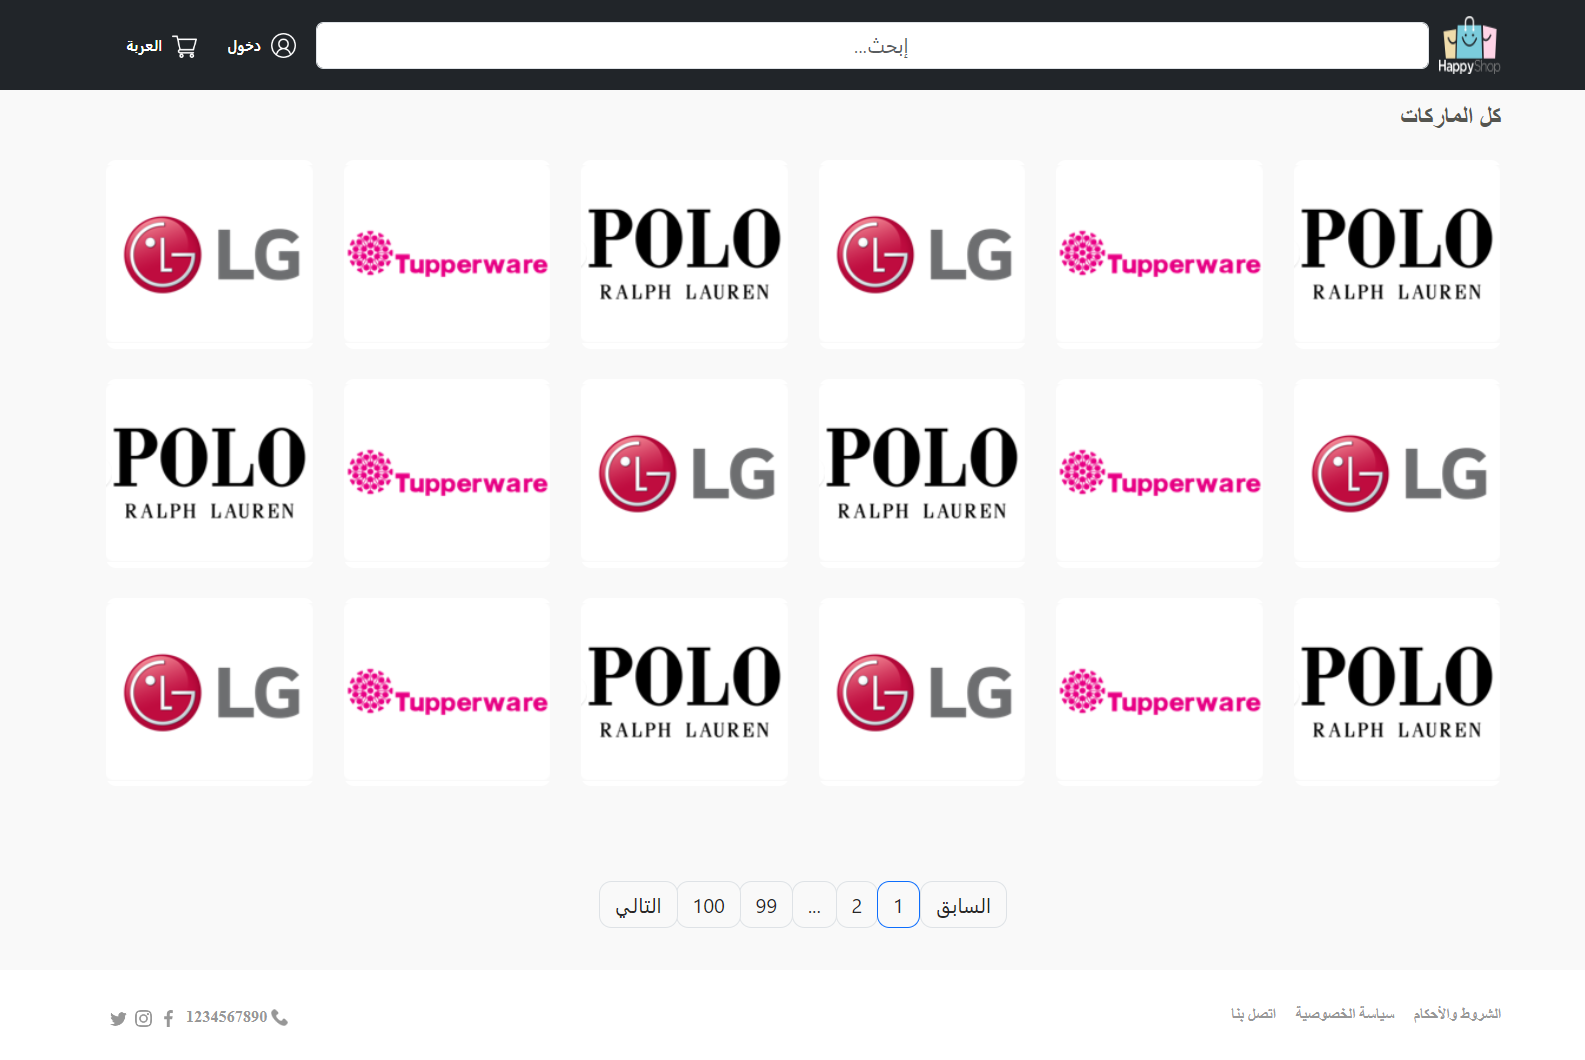 HappyShop
إبحث...
دخول
العربة
كل الماركات
POLO
RALPH LAUREN
Tupperware
LG
POLO
RALPH LAUREN
Tupperware
LG
LG
Tupperware
POLO
RALPH LAUREN
LG
Tupperware
POLO
RALPH LAUREN
POLO
RALPH LAUREN
Tupperware
LG
POLO
RALPH LAUREN
Tupperware
LG
السابق 1 2 ... 99 100 التالي
الشروط والأحكام سياسة الخصوصية اتصل بنا
1234567890